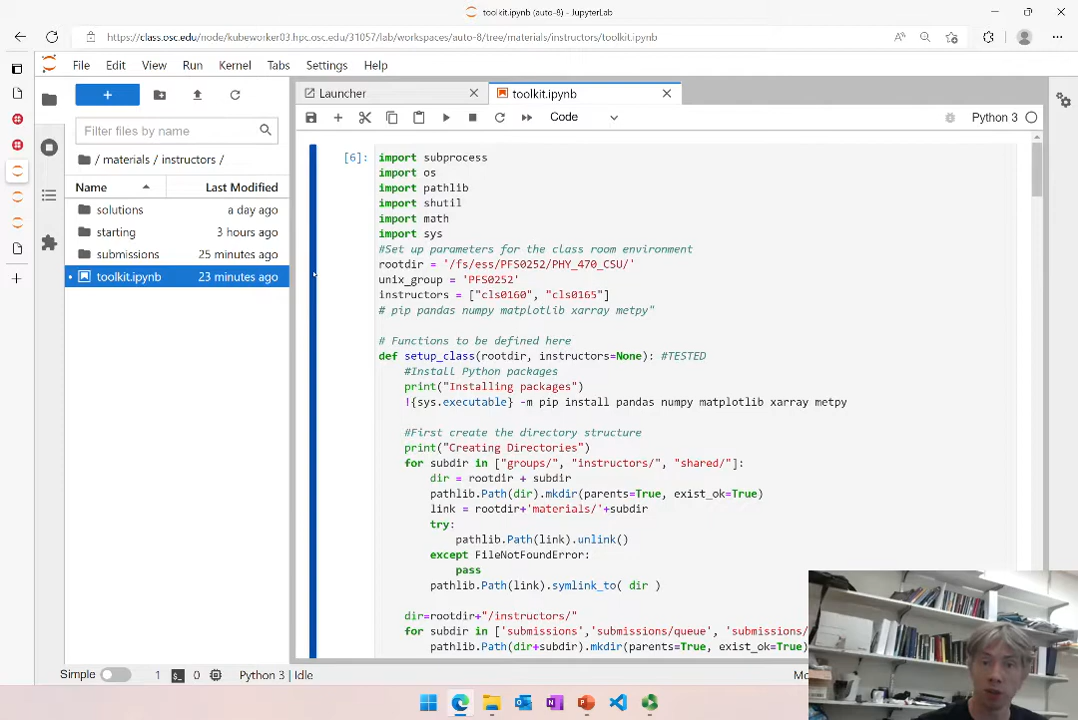 toolkit.ipynb (auto-8) - JupyterLab
https://class.osc.edu/node/kubeworker03.hpc.osc.edu/31057/lab/workspaces/auto-8/tree/materials/instructors/toolkit.ipynb
File Edit View Run Kernel Tabs Settings Help
Launcher
toolkit.ipynb
Code
Python 3
Filter files by name
/ materials / instructors /
Name Last Modified
solutions a day ago
starting 3 hours ago
submissions 25 minutes ago
toolkit.ipynb 23 minutes ago
[6]: import subprocess
import os
import pathlib
import shutil
import math
import sys
#Set up parameters for the class room environment
rootdir = '/fs/ess/PFS0252/PHY_470_CSU/'
unix_group = 'PFS0252'
instructors = ["cls0160", "cls0165"]
# pip pandas numpy matplotlib xarray metpy"
# Functions to be defined here
def setup_class(rootdir, instructors=None): #TESTED
#Install Python packages
print("Installing packages")
!{sys.executable} -m pip install pandas numpy matplotlib xarray metpy
#First create the directory structure
print("Creating Directories")
for subdir in ["groups/", "instructors/", "shared/"]:
dir = rootdir + subdir
pathlib.Path(dir).mkdir(parents=True, exist_ok=True)
link = rootdir+'materials/'+subdir
try:
pathlib.Path(link).unlink()
except FileNotFoundError:
pass
pathlib.Path(link).symlink_to( dir )
dir=rootdir+"/instructors/"
for subdir in ['submissions','submissions/queue', 'submissions/
pathlib.Path(dir+subdir).mkdir(parents=True, exist_ok=True)
Simple 1 0 Python 3 | Idle